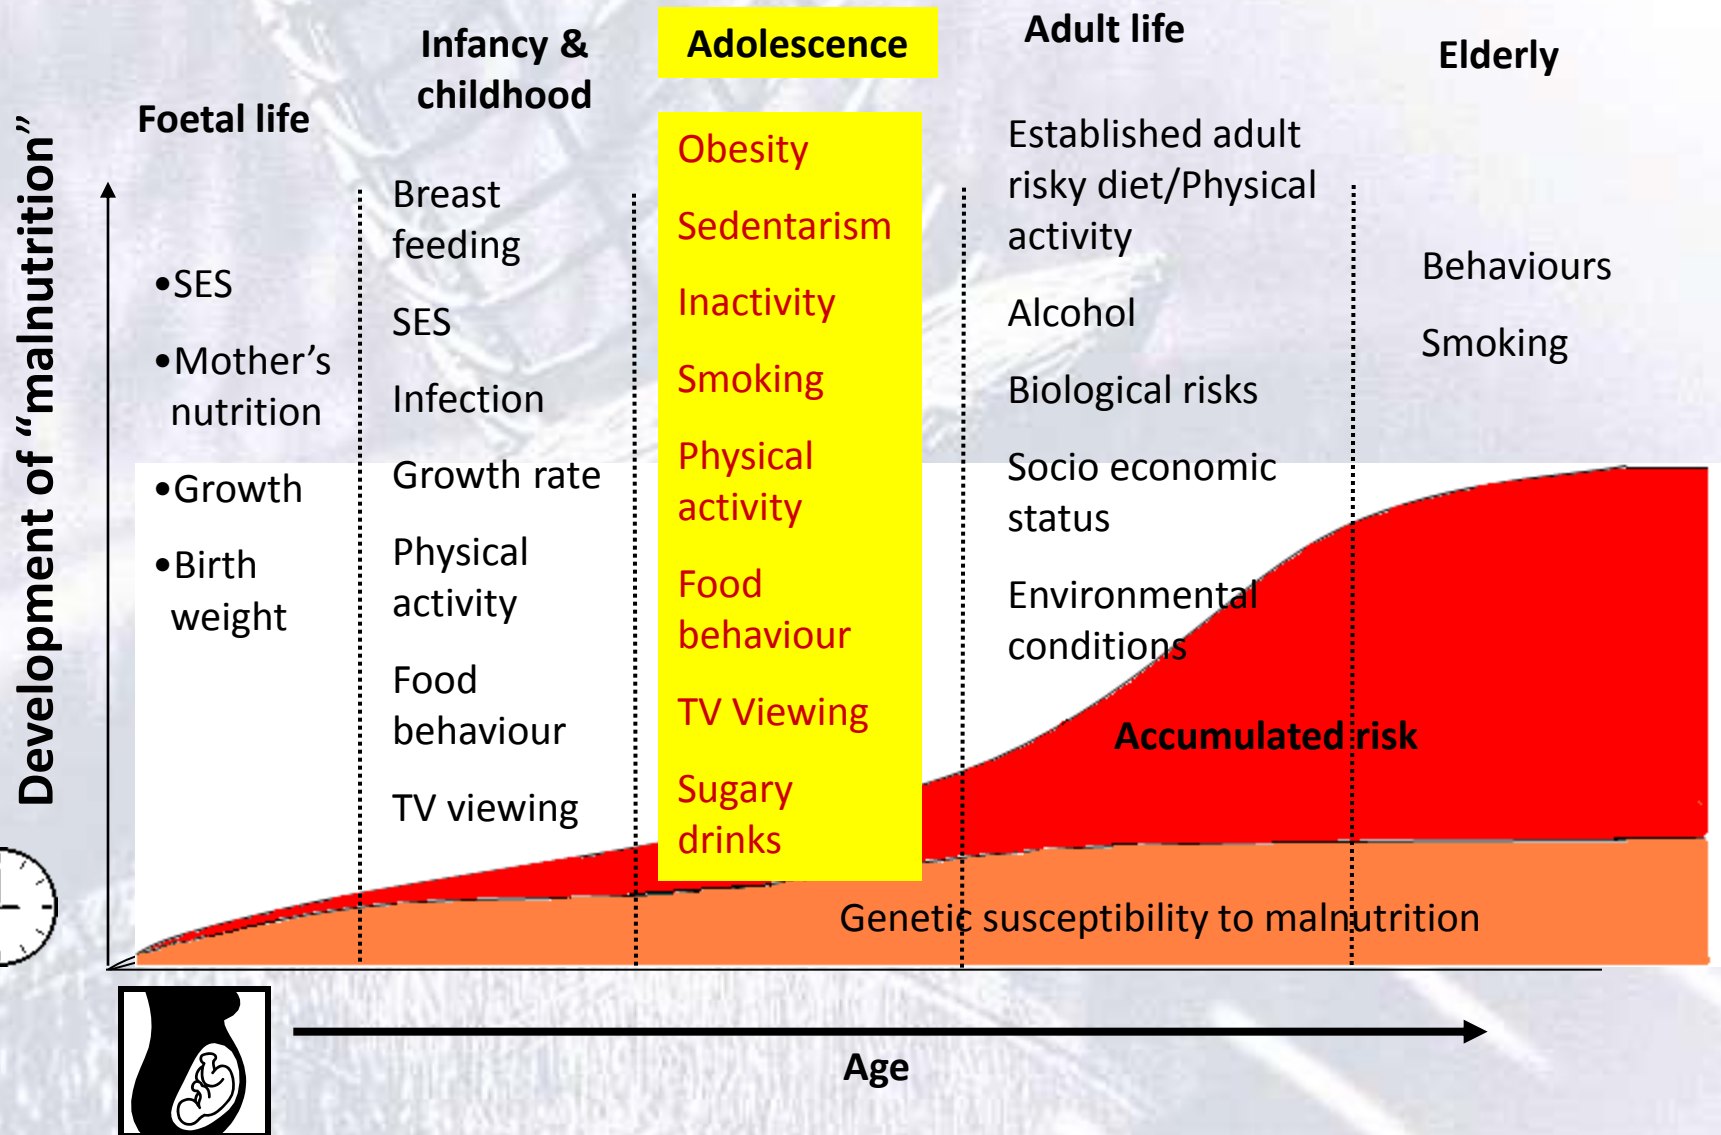 Development of “malnutrition”
Foetal life
•SES
•Mother’s
nutrition
•Growth
•Birth
weight
Infancy &
childhood
Breast
feeding
SES
Infection
Growth rate
Physical
activity
Food
behaviour
TV viewing
Adolescence
Obesity
Sedentarism
Inactivity
Smoking
Physical
activity
Food
behaviour
TV Viewing
Sugary
drinks
Adult life
Established adult
risky diet/Physical
activity
Alcohol
Biological risks
Socio economic
status
Environmental
conditions
Elderly
Behaviours
Smoking
Accumulated risk
Genetic susceptibility to malnutrition
Age